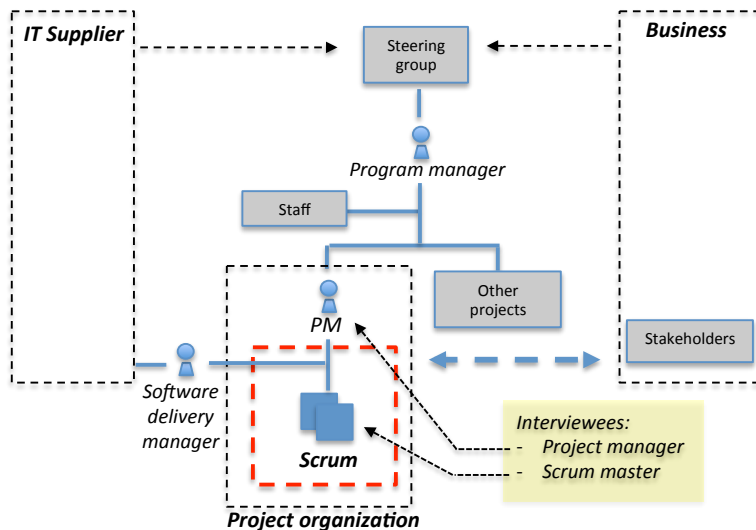 IT Supplier
Steering
group
Business
Program manager
Staff
Other
projects
PM
Stakeholders
Software
delivery
manager
Scrum
Interviewees:
- Project manager
- Scrum master
Project organization